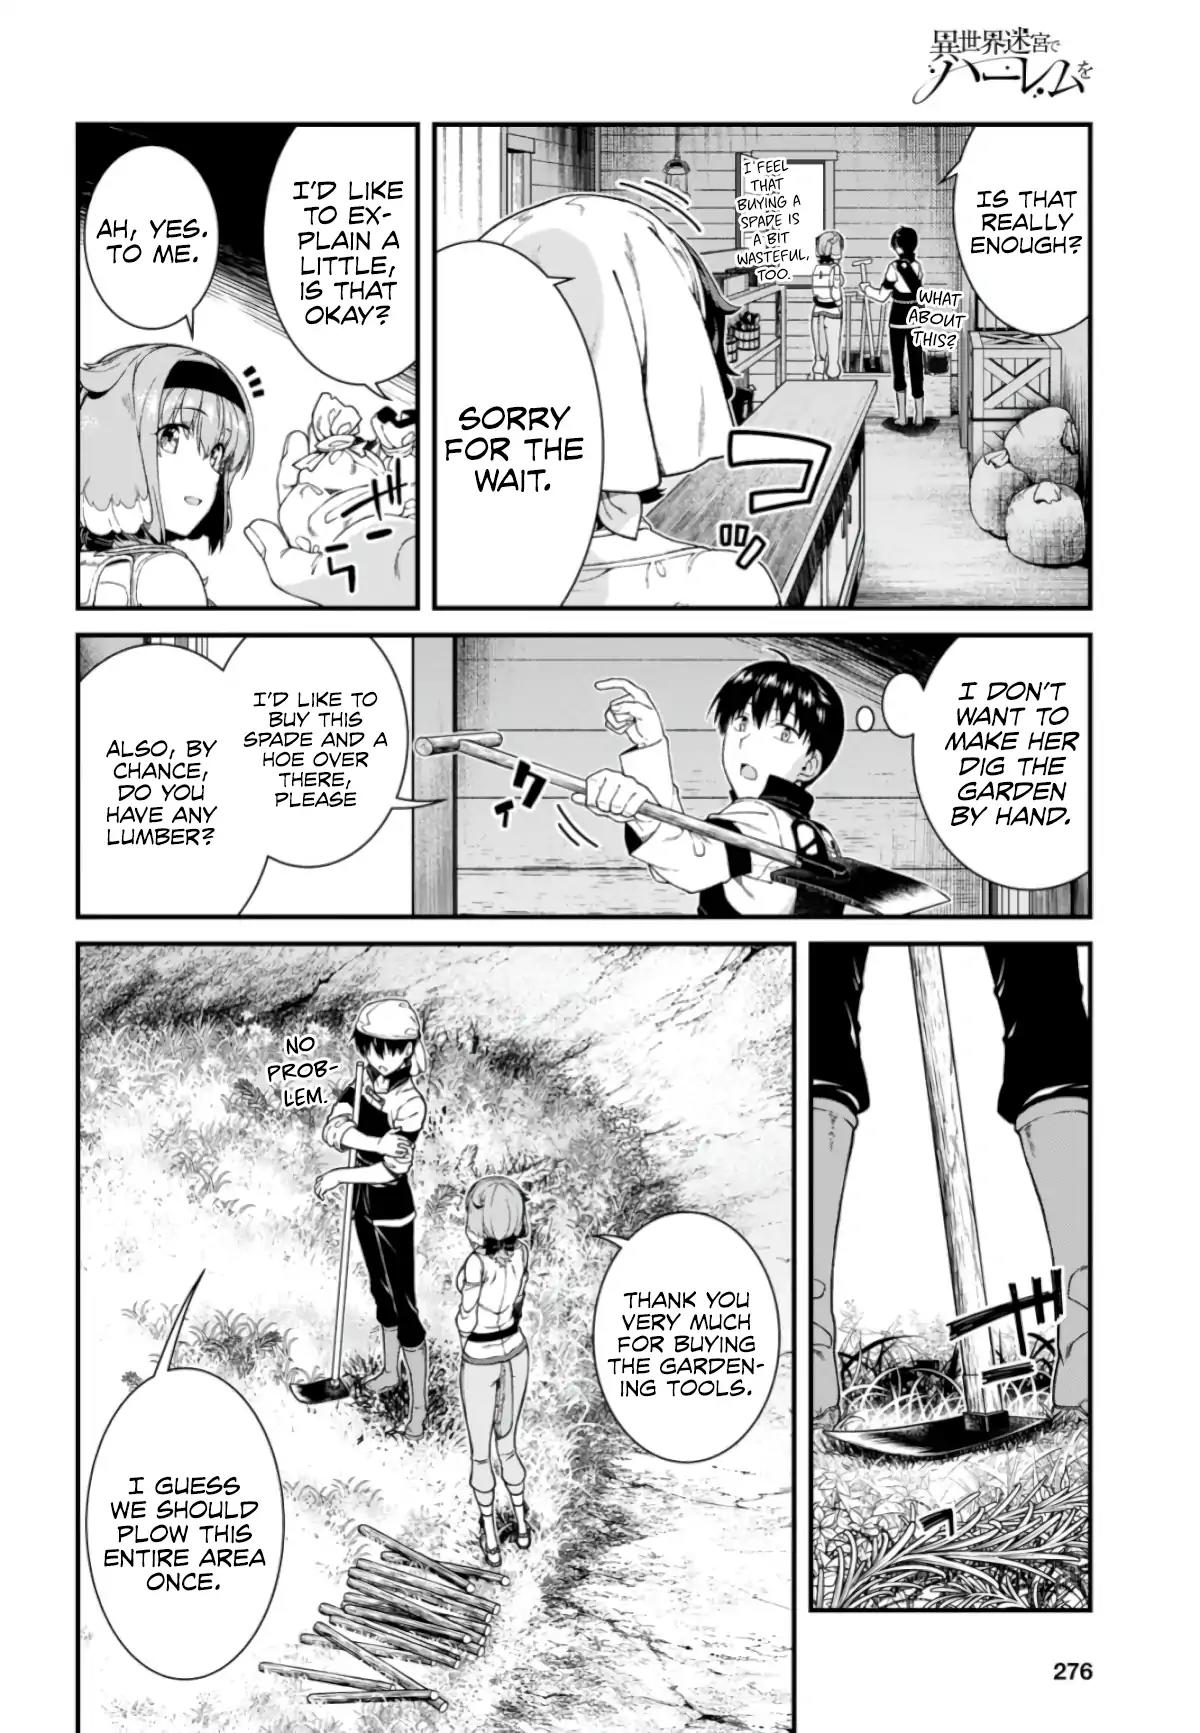 異世界迷宮で
ハーレムを
IS THAT
REALLY
ENOUGH?
I FEEL
THAT
BUYING A
SPADE IS
A BIT
WASTEFUL,
TOO.
WHAT
ABOUT
THIS?
SORRY
FOR THE
WAIT.
I'D LIKE
TO EX-
PLAIN A
LITTLE,
IS THAT
OKAY?
AH, YES.
TO ME.
I DON'T
WANT TO
MAKE HER
DIG THE
GARDEN
BY HAND.
I'D LIKE TO
BUY THIS
SPADE AND A
HOE OVER
THERE,
PLEASE
ALSO, BY
CHANCE,
DO YOU
HAVE ANY
LUMBER?
NO
PROB-
LEM.
THANK YOU
VERY MUCH
FOR BUYING
THE GARDEN-
ING TOOLS.
I GUESS
WE SHOULD
PLOW THIS
ENTIRE AREA
ONCE.
276